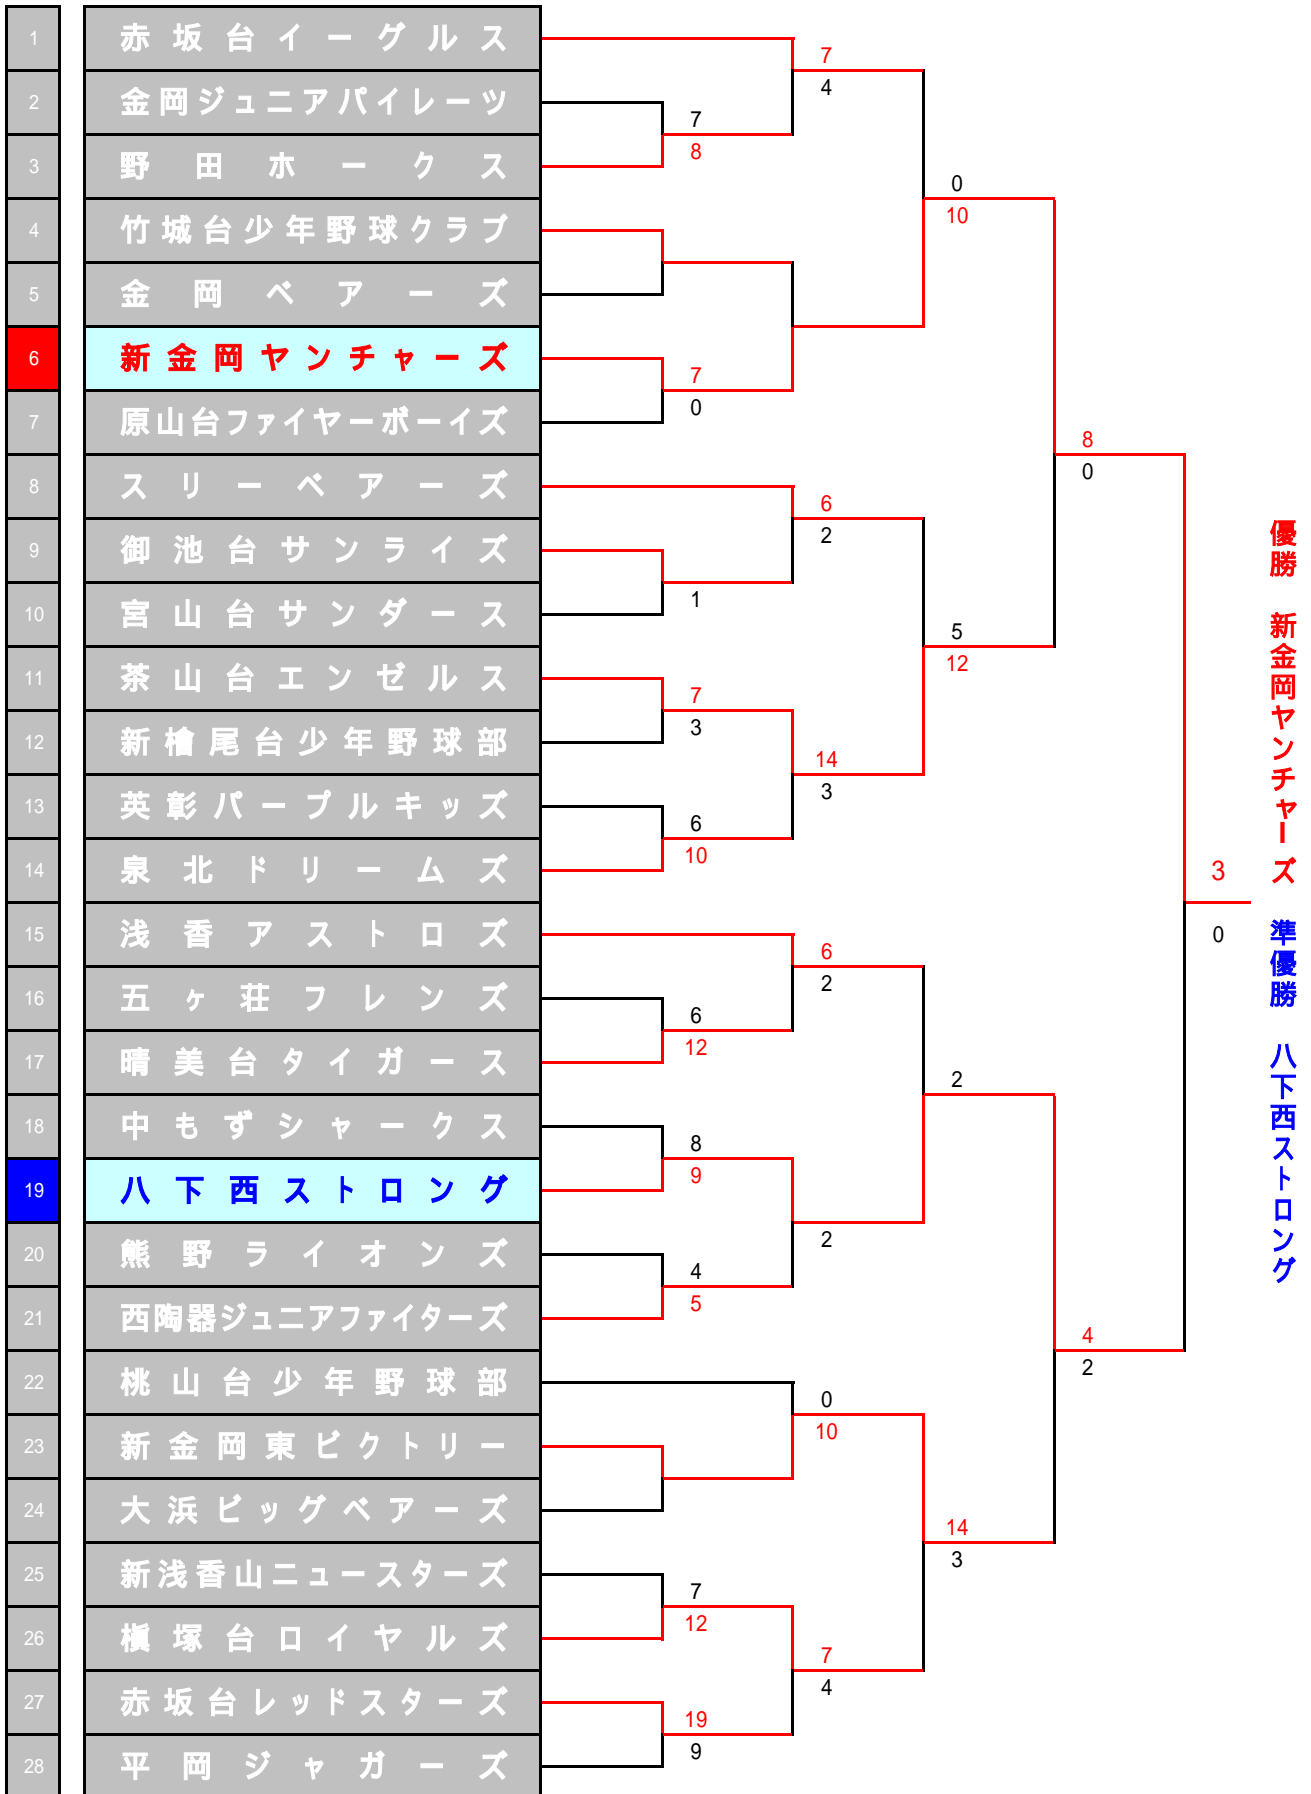 1 赤坂台イーグルス
2 金岡ジュニアパイレーツ
3 野田ホークス
4 竹城台少年野球クラブ
5 金岡ベアーズ
6 新金岡ヤンチャーズ
7 原山台ファイヤーボーイズ
8 スリーベアーズ
9 御池台サンライズ
10 宮山台サンダース
11 茶山台エンゼルス
12 新檜尾台少年野球部
13 英彰パープルキッズ
14 泉北ドリームズ
15 浅香アストロズ
16 五ヶ荘フレンズ
17 晴美台タイガース
18 中もずシャークス
19 八下西ストロング
20 熊野ライオンズ
21 西陶器ジュニアファイターズ
22 桃山台少年野球部
23 新金岡東ビクトリー
24 大浜ビッグベアーズ
25 新浅香山ニュースターズ
26 槇塚台ロイヤルズ
27 赤坂台レッドスターズ
28 平岡ジャガーズ
7
8
7
0
1
7
3
6
10
6
12
8
9
4
5
7
12
19
9
7
4
6
2
14
3
6
2
2
0
10
7
4
0
10
5
12
2
14
3
8
0
4
2
3
0
優勝 新金岡ヤンチャーズ 準優勝 八下西ストロング